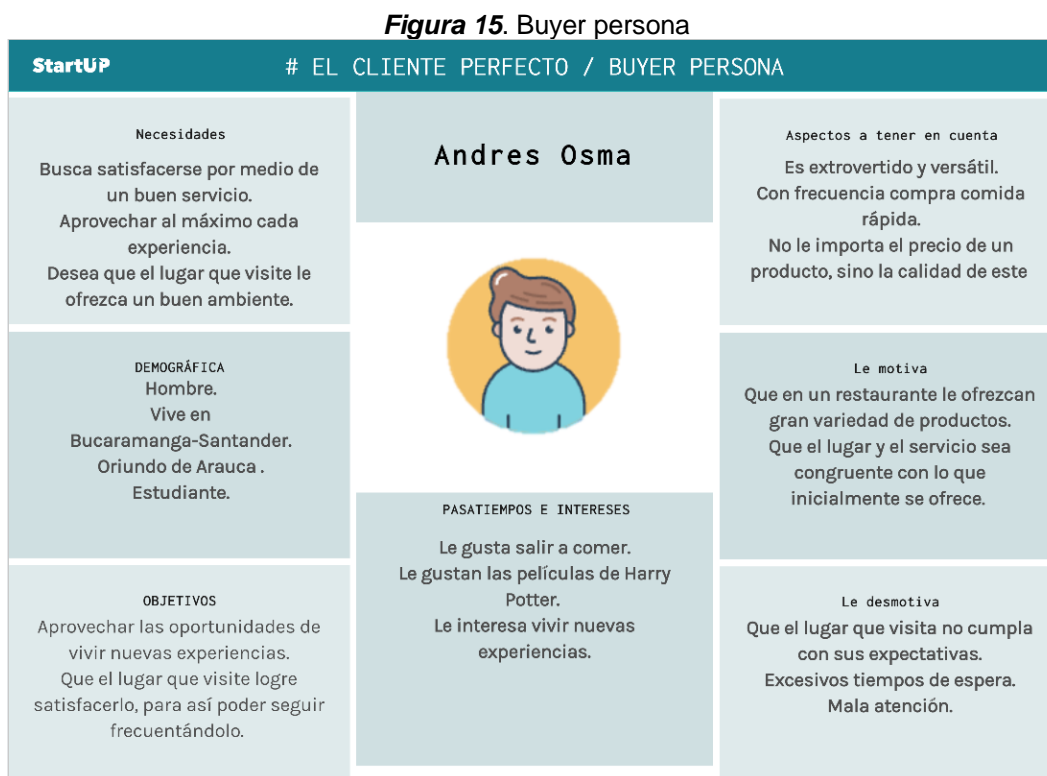 Figura 15. Buyer persona
StartUP
# EL CLIENTE PERFECTO / BUYER PERSONA
Necesidades
Busca satisfacerse por medio de
un buen servicio.
Aprovechar al máximo cada
experiencia.
Desea que el lugar que visite le
ofrezca un buen ambiente.
DEMOGRÁFICA
Hombre.
Vive en
Bucaramanga-Santander.
Oriundo de Arauca .
Estudiante.
OBJETIVOS
Aprovechar las oportunidades de
vivir nuevas experiencias.
Que el lugar que visite logre
satisfacerlo, para así poder seguir
frecuentándolo.
Andres Osma
PASATIEMPOS E INTERESES
Le gusta salir a comer.
Le gustan las películas de Harry
Potter.
Le interesa vivir nuevas
experiencias.
Aspectos a tener en cuenta
Es extrovertido y versátil.
Con frecuencia compra comida
rápida.
No le importa el precio de un
producto, sino la calidad de este
Le motiva
Que en un restaurante le ofrezcan
gran variedad de productos.
Que el lugar y el servicio sea
congruente con lo que
inicialmente se ofrece.
Le desmotiva
Que el lugar que visita no cumpla
con sus expectativas.
Excesivos tiempos de espera.
Mala atención.